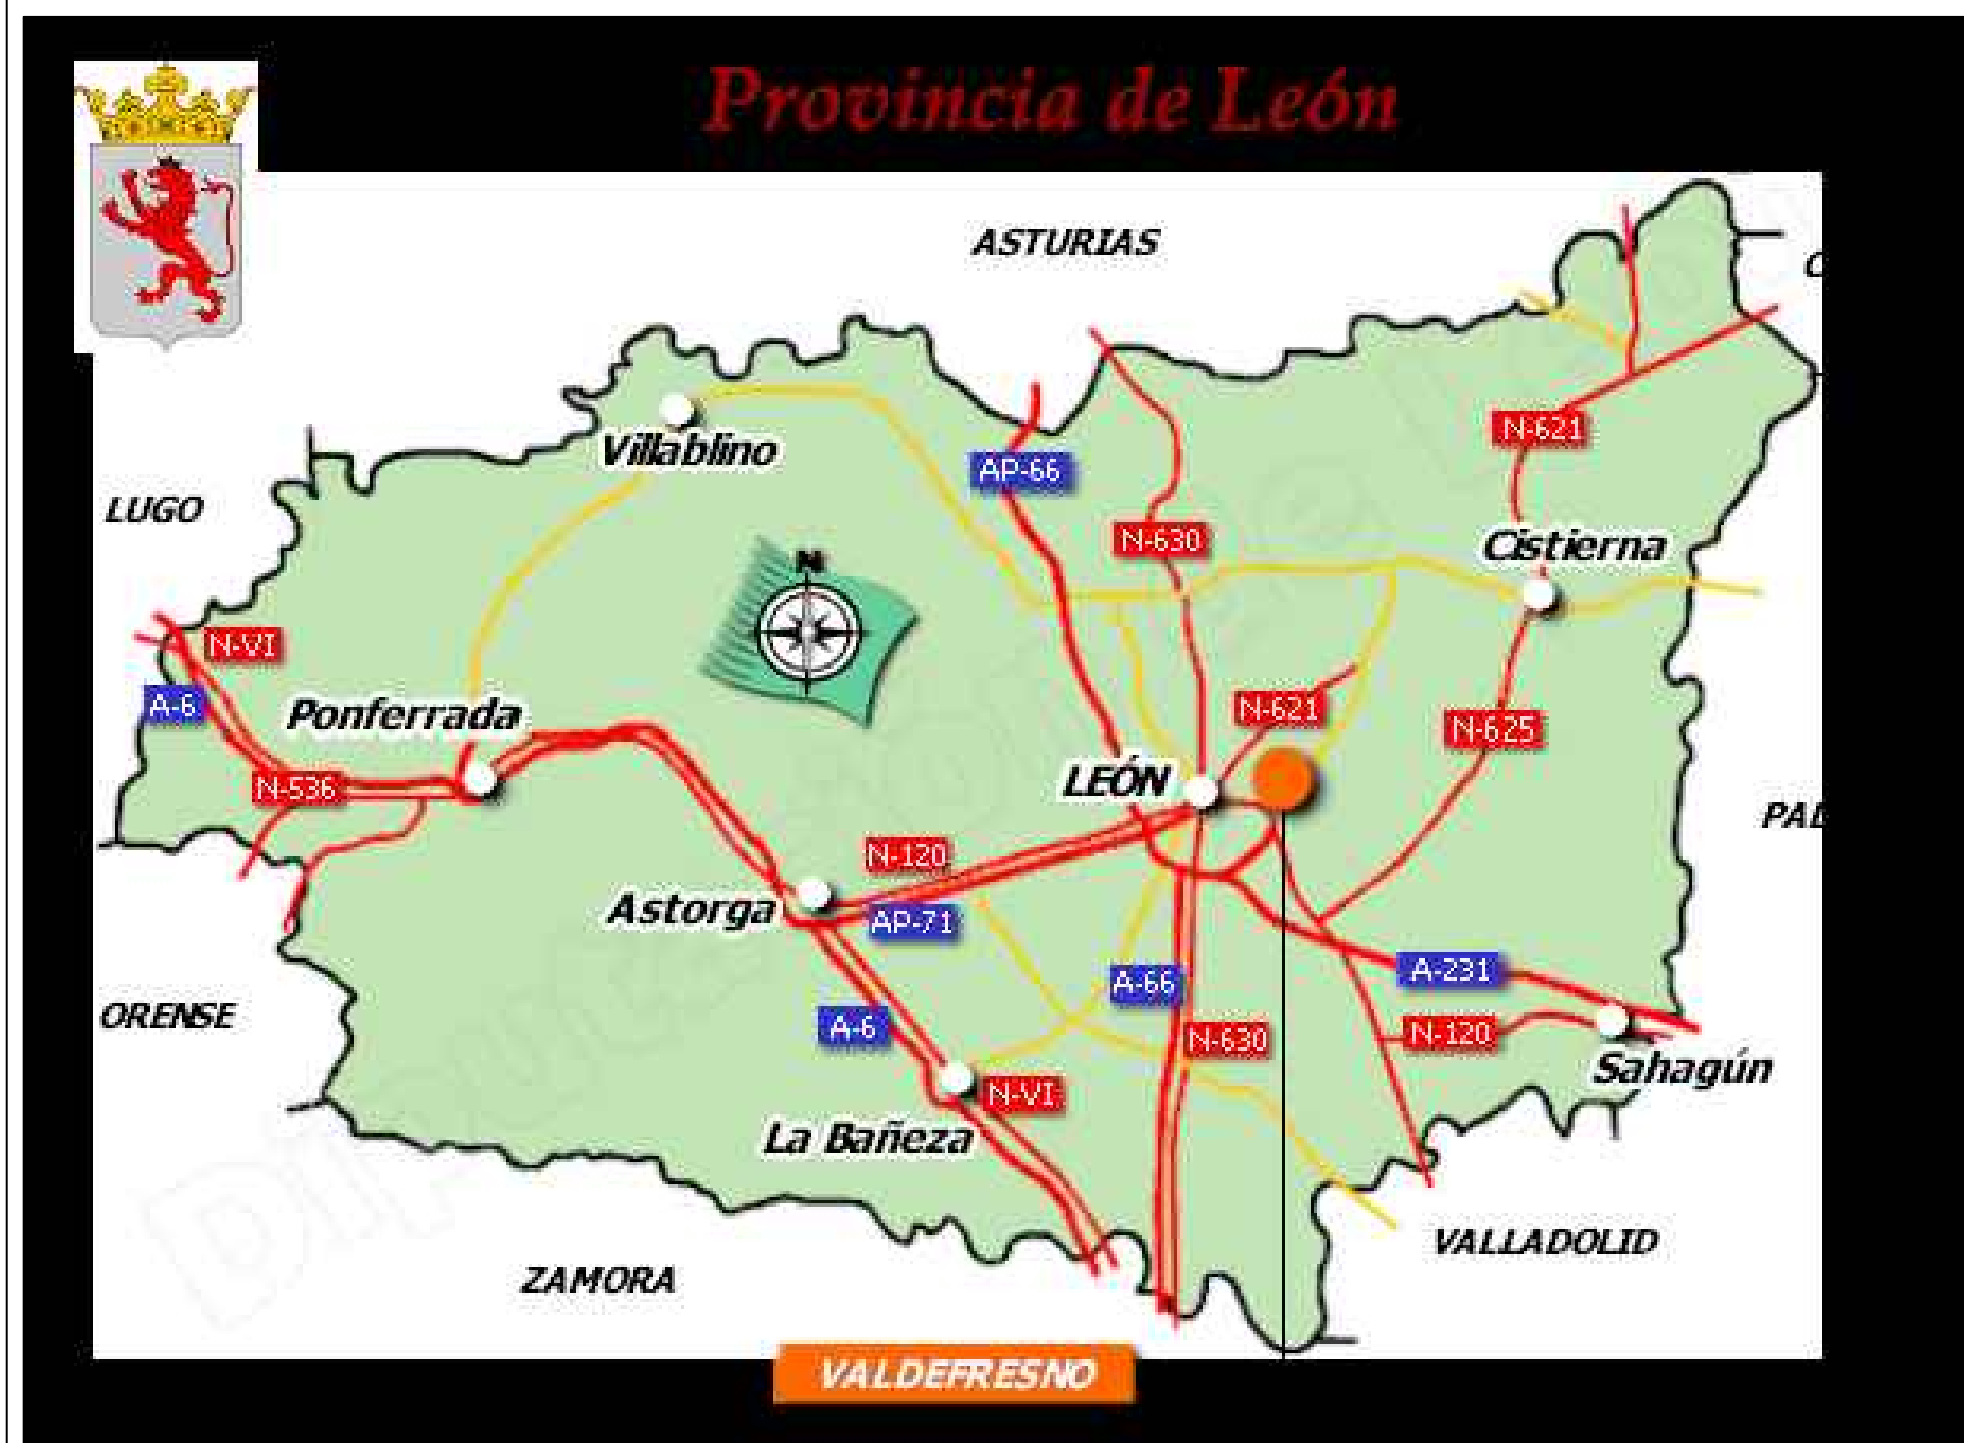 Provincia de León
ASTURIAS
C
N-621
Villablino
AP-66
LUGO
N-630
Cistierna
N
N-VI
A-6
Ponferrada
N-621
N-625
LEÓN
N-536
PAL
N-120
Astorga
AP-71
A-231
A-66
ORENSE
A-6
N-630
N-120
Sahagún
N-VI
La Bañeza
VALLADOLID
ZAMORA
VALDEFRESNO